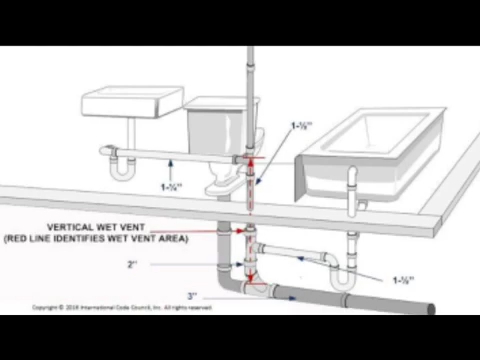 1-½"
1-¼"
VERTICAL WET VENT
(RED LINE IDENTIFIES WET VENT AREA)
2"
1-½"
3"
Copyright © 2018 International Code Council, Inc. All rights reserved.